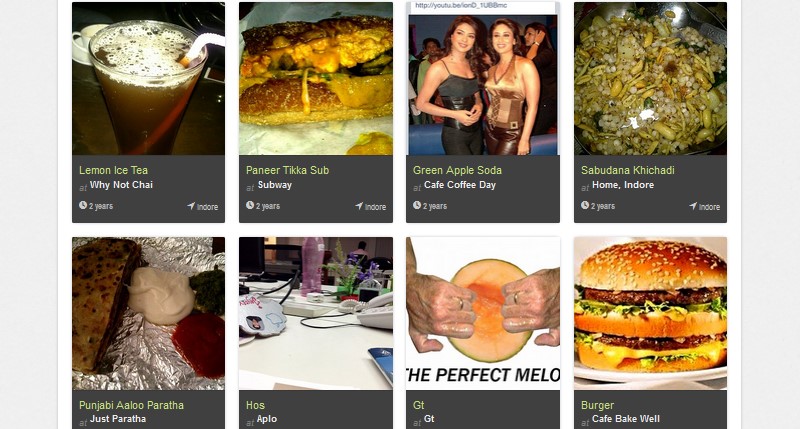 http://youtu.be/ionD_1UBBmc
Lemon Ice Tea
at Why Not Chai
2 years
Indore
Paneer Tikka Sub
at Subway
2 years
Indore
Green Apple Soda
at Cafe Coffee Day
2 years
Sabudana Khichadi
at Home, Indore
2 years
Indore
THE PERFECT MELO
Punjabi Aaloo Paratha
at Just Paratha
Hos
at Aplo
Gt
at Gt
Burger
at Cafe Bake Well